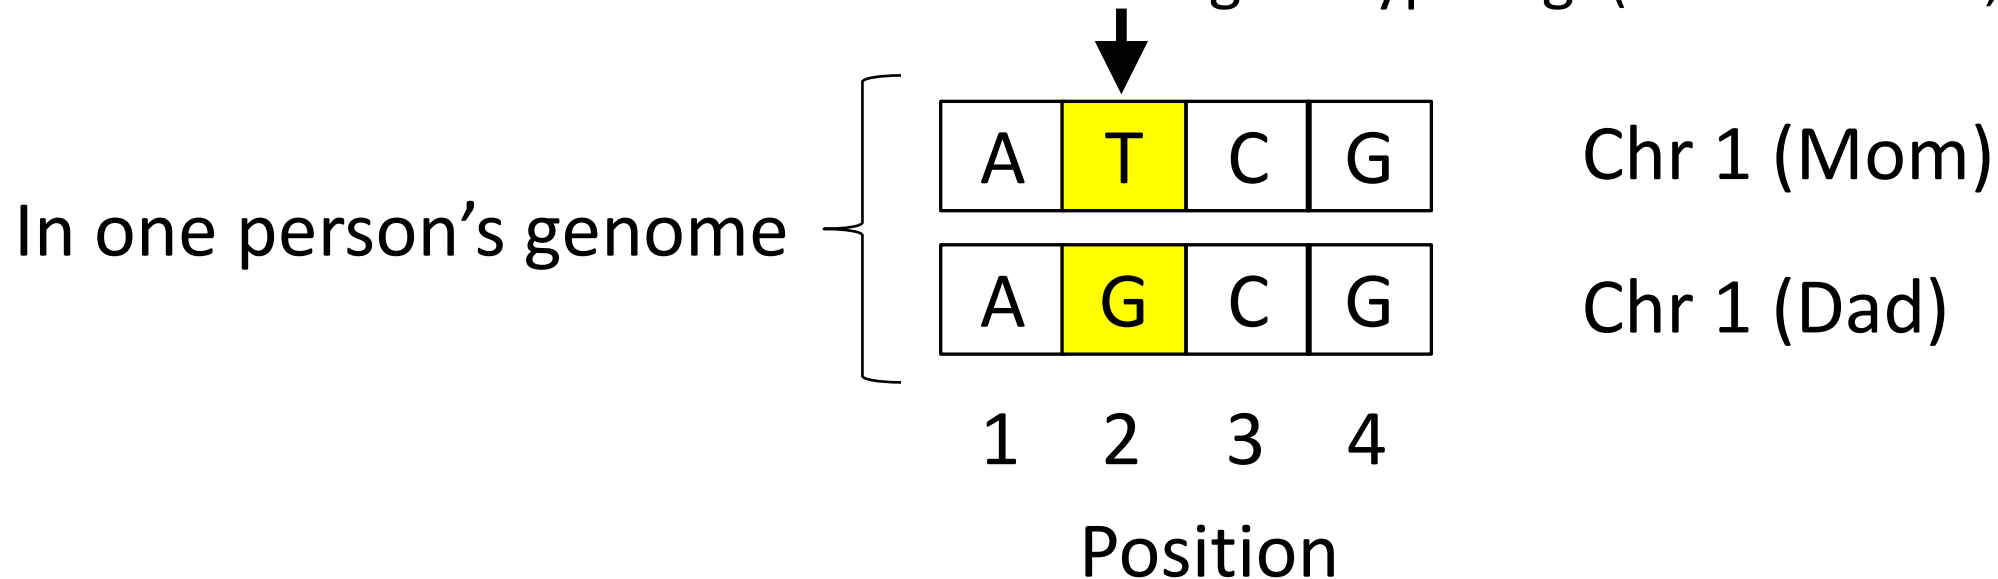 A T C G Chr 1 (Mom)
In one person’s genome
A G C G Chr 1 (Dad)
1 2 3 4
Position